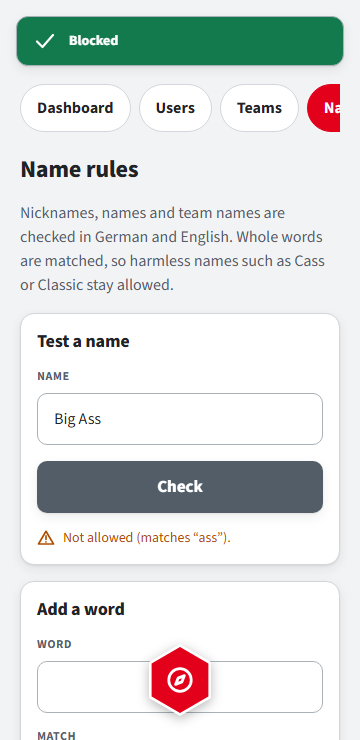 Blocked
Dashboard
Users
Teams
Na
Name rules
Nicknames, names and team names are
checked in German and English. Whole words
are matched, so harmless names such as Cass
or Classic stay allowed.
Test a name
NAME
Big Ass
Check
Not allowed (matches “ass”).
Add a word
WORD
MATCH